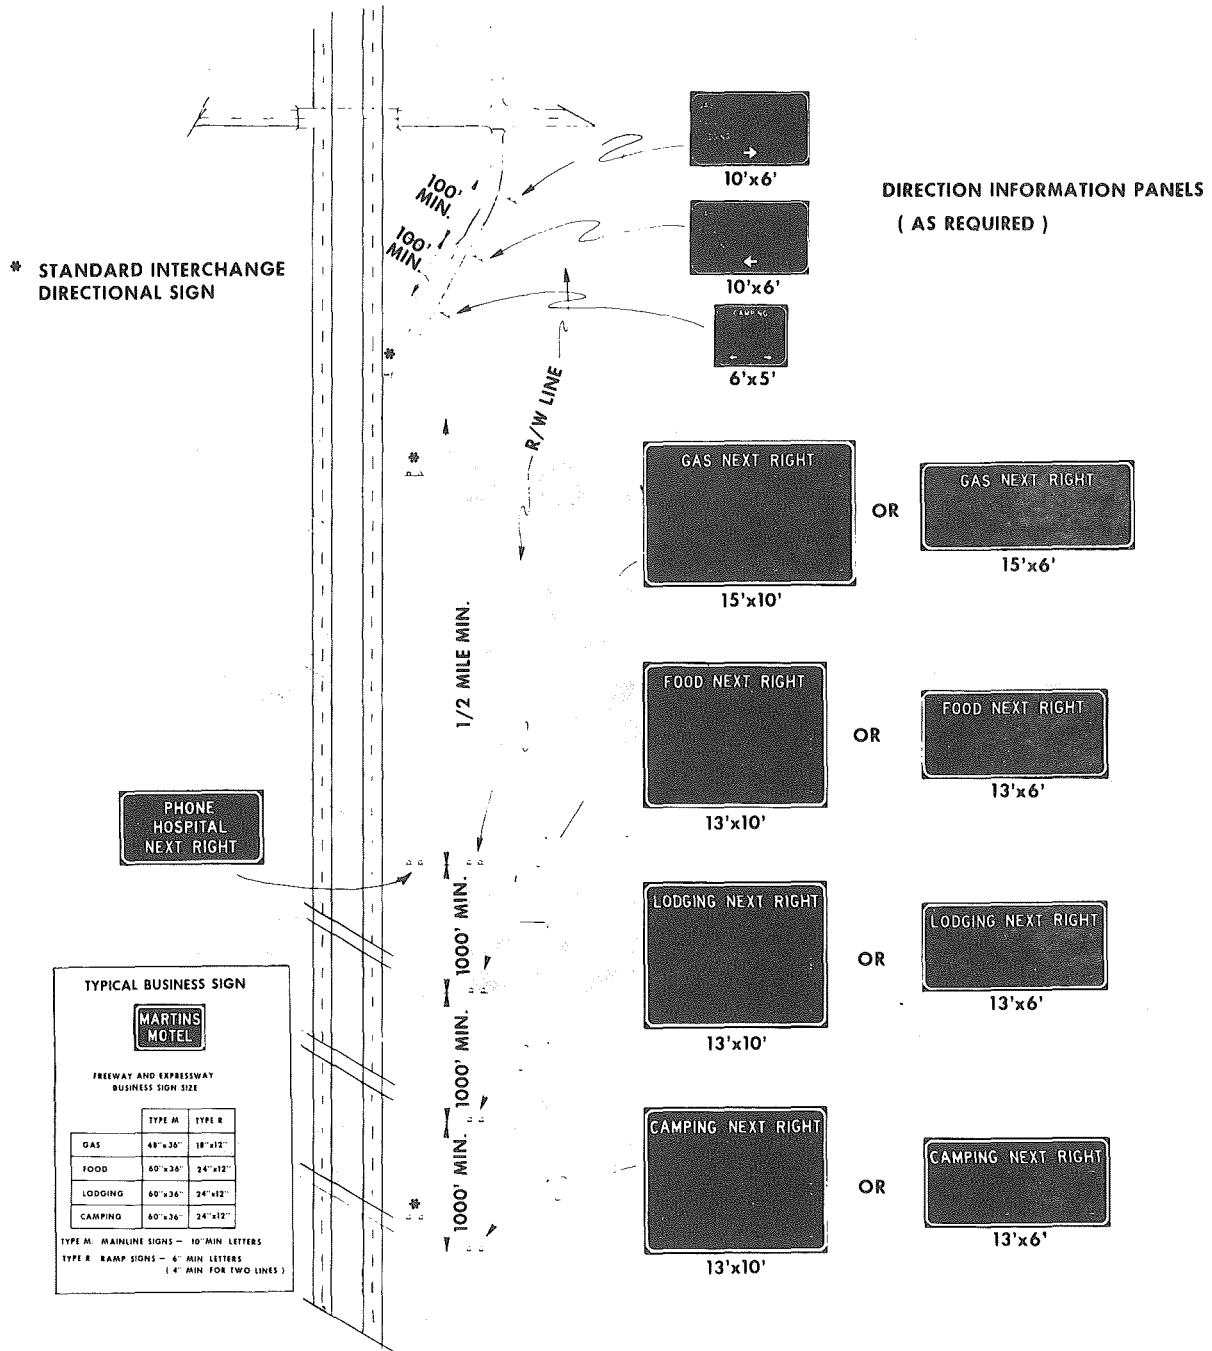 100'
MIN.
100'
MIN.
10'x6'
DIRECTION INFORMATION PANELS
( AS REQUIRED )
10'x6'
* STANDARD INTERCHANGE
DIRECTIONAL SIGN
CAMPING
6'x5'
*
R/W LINE
*
GAS NEXT RIGHT
15'x10'
OR
GAS NEXT RIGHT
15'x6'
1/2 MILE MIN.
FOOD NEXT RIGHT
13'x10'
OR
FOOD NEXT RIGHT
13'x6'
PHONE
HOSPITAL
NEXT RIGHT
1000' MIN.
LODGING NEXT RIGHT
13'x10'
OR
LODGING NEXT RIGHT
13'x6'
1000' MIN.
1000' MIN.
*
CAMPING NEXT RIGHT
13'x10'
OR
CAMPING NEXT RIGHT
13'x6'
TYPICAL BUSINESS SIGN
MARTINS
MOTEL
FREEWAY AND EXPRESSWAY
BUSINESS SIGN SIZE
TYPE M TYPE R
GAS 48"x36" 18"x12"
FOOD 60"x36" 24"x12"
LODGING 60"x36" 24"x12"
CAMPING 60"x36" 24"x12"
TYPE M: MAINLINE SIGNS – 10" MIN LETTERS
TYPE R RAMP SIGNS – 6" MIN LETTERS
( 4" MIN FOR TWO LINES )